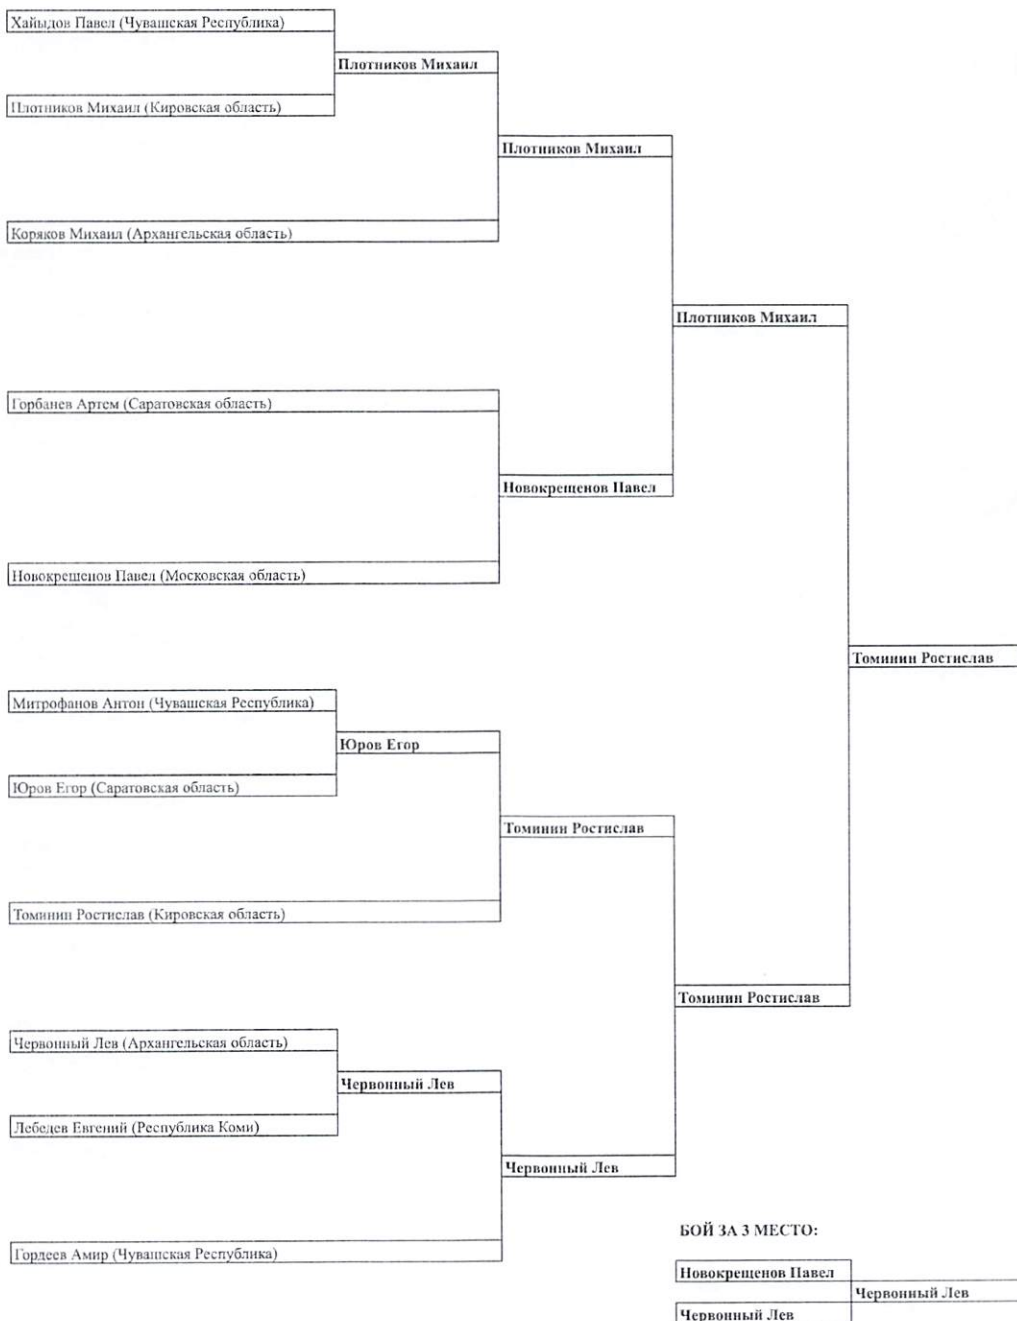 Хайыдов Павел (Чувашская Республика)
Плотников Михаил
Плотников Михаил (Кировская область)
Плотников Михаил
Коряков Михаил (Архангельская область)
Плотников Михаил
Горбанев Артем (Саратовская область)
Новокрещенов Павел
Новокрещенов Павел (Московская область)
Томинин Ростислав
Митрофанов Антон (Чувашская Республика)
Юров Егор
Юров Егор (Саратовская область)
Томинин Ростислав
Томинин Ростислав (Кировская область)
Томинин Ростислав
Червонный Лев (Архангельская область)
Червонный Лев
Лебедев Евгений (Республика Коми)
Червонный Лев
Гордеев Амир (Чувашская Республика)
БОЙ ЗА 3 МЕСТО:
Новокрещенов Павел
Червонный Лев
Червонный Лев